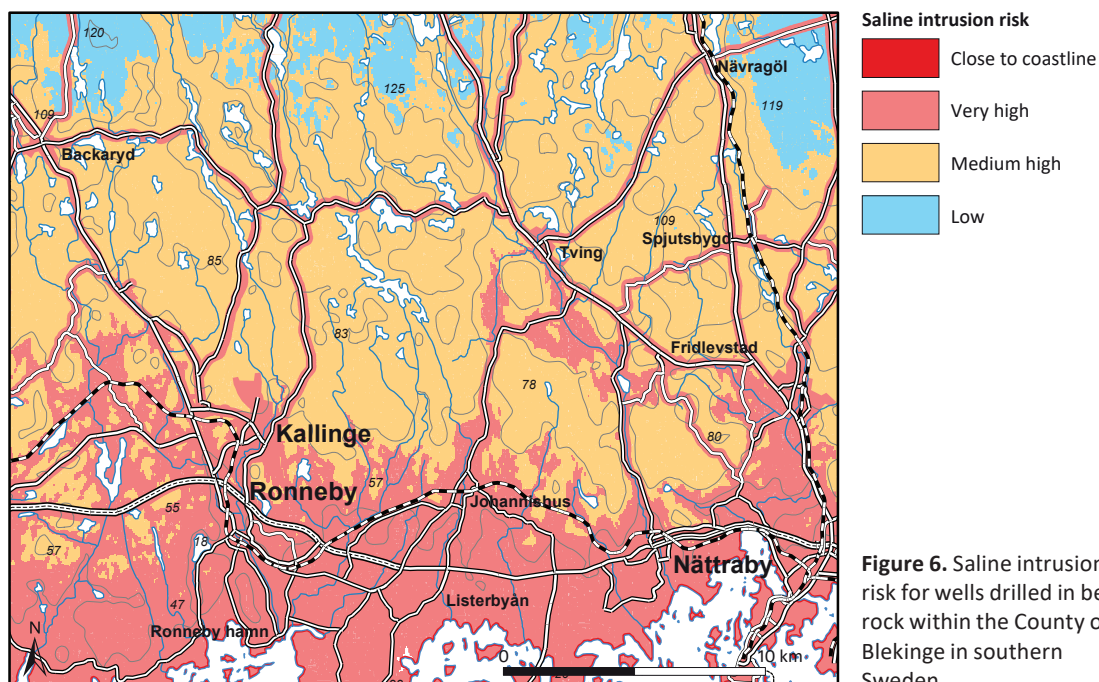 Saline intrusion risk
Close to coastline
Very high
Medium high
Low
120
Nävragöl
125
119
109
Backaryd
109
Spjutsbygd
Tving
85
83
Fridlevstad
78
80
Kallinge
57
Ronneby
Johannishus
55
18
57
Nättraby
47
Listerbyån
Ronneby hamn
N
0
10 km
Figure 6. Saline intrusion
risk for wells drilled in be
rock within the County o
Blekinge in southern
Sweden